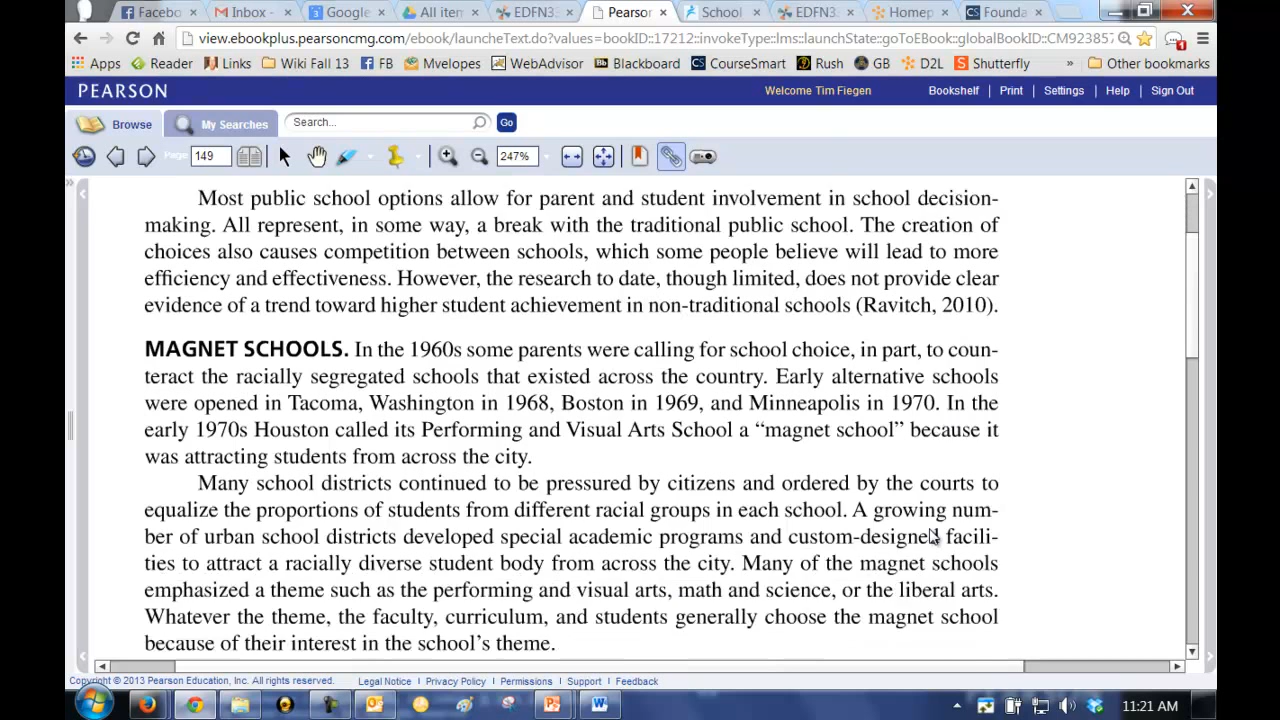 Facebo
Inbox -
Google
All item
EDFN3
Pearson
School
EDFN3
Homep
Founda
view.ebookplus.pearsoncmg.com/ebook/launcheText.do?values=bookID::17212::invokeType::lms::launchState::goToEBook::globalBookID::CM923857
Apps Reader Links Wiki Fall 13 FB Mvelopes WebAdvisor Blackboard CourseSmart Rush GB D2L Shutterfly » Other bookmarks
PEARSON Welcome Tim Fiegen Bookshelf | Print | Settings | Help | Sign Out
Browse My Searches Search... Go
Page 149 247%
Most public school options allow for parent and student involvement in school decision-
making. All represent, in some way, a break with the traditional public school. The creation of
choices also causes competition between schools, which some people believe will lead to more
efficiency and effectiveness. However, the research to date, though limited, does not provide clear
evidence of a trend toward higher student achievement in non-traditional schools (Ravitch, 2010).
MAGNET SCHOOLS. In the 1960s some parents were calling for school choice, in part, to coun-
teract the racially segregated schools that existed across the country. Early alternative schools
were opened in Tacoma, Washington in 1968, Boston in 1969, and Minneapolis in 1970. In the
early 1970s Houston called its Performing and Visual Arts School a “magnet school” because it
was attracting students from across the city.
Many school districts continued to be pressured by citizens and ordered by the courts to
equalize the proportions of students from different racial groups in each school. A growing num-
ber of urban school districts developed special academic programs and custom-designed facili-
ties to attract a racially diverse student body from across the city. Many of the magnet schools
emphasized a theme such as the performing and visual arts, math and science, or the liberal arts.
Whatever the theme, the faculty, curriculum, and students generally choose the magnet school
because of their interest in the school’s theme.
Copyright © 2013 Pearson Education, Inc. All rights reserved. Legal Notice | Privacy Policy | Permissions | Support | Feedback
11:21 AM